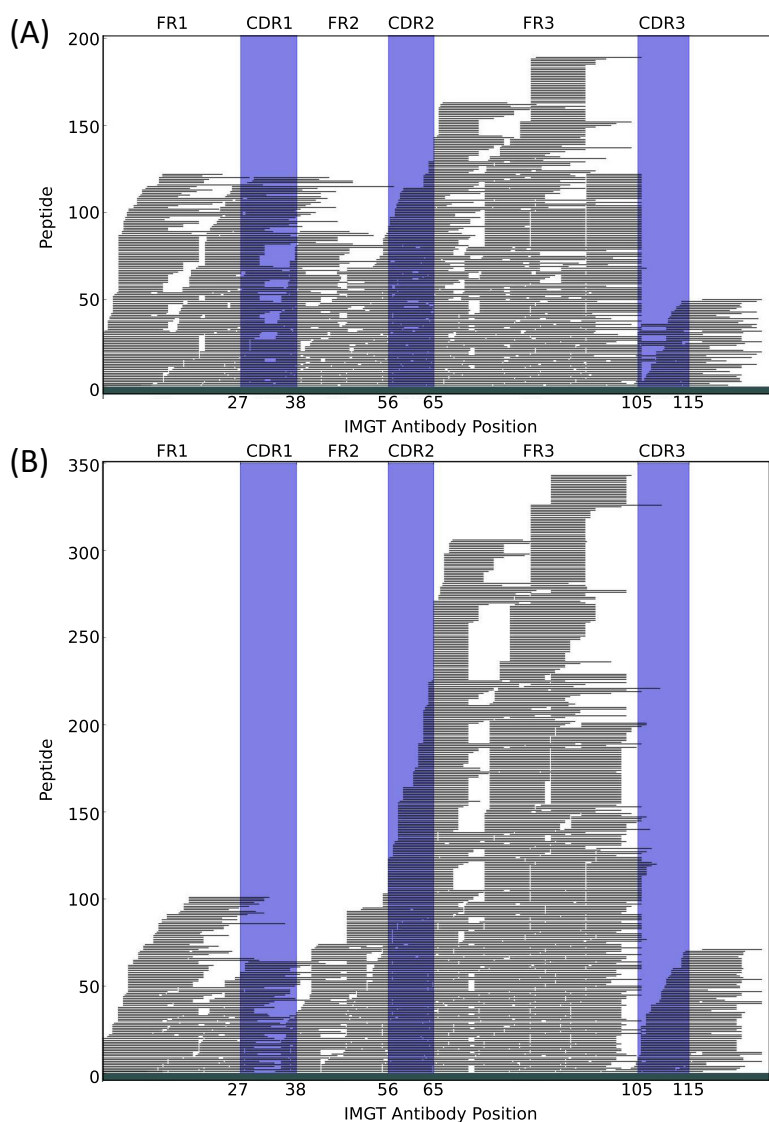 (A)
FR1 CDR1 FR2 CDR2 FR3 CDR3
200
150
100
50
0
Peptide
27 38 56 65 105 115
IMGT Antibody Position
(B)
FR1 CDR1 FR2 CDR2 FR3 CDR3
350
300
250
200
150
100
50
0
Peptide
27 38 56 65 105 115
IMGT Antibody Position